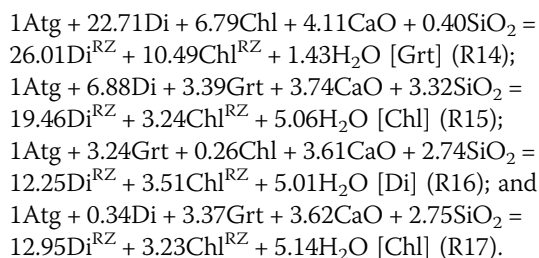 1Atg + 22.71Di + 6.79Chl + 4.11CaO + 0.40SiO₂ =
26.01Diᴿᶻ + 10.49Chlᴿᶻ + 1.43H₂O [Grt] (R14);
1Atg + 6.88Di + 3.39Grt + 3.74CaO + 3.32SiO₂ =
19.46Diᴿᶻ + 3.24Chlᴿᶻ + 5.06H₂O [Chl] (R15);
1Atg + 3.24Grt + 0.26Chl + 3.61CaO + 2.74SiO₂ =
12.25Diᴿᶻ + 3.51Chlᴿᶻ + 5.01H₂O [Di] (R16); and
1Atg + 0.34Di + 3.37Grt + 3.62CaO + 2.75SiO₂ =
12.95Diᴿᶻ + 3.23Chlᴿᶻ + 5.14H₂O [Chl] (R17).